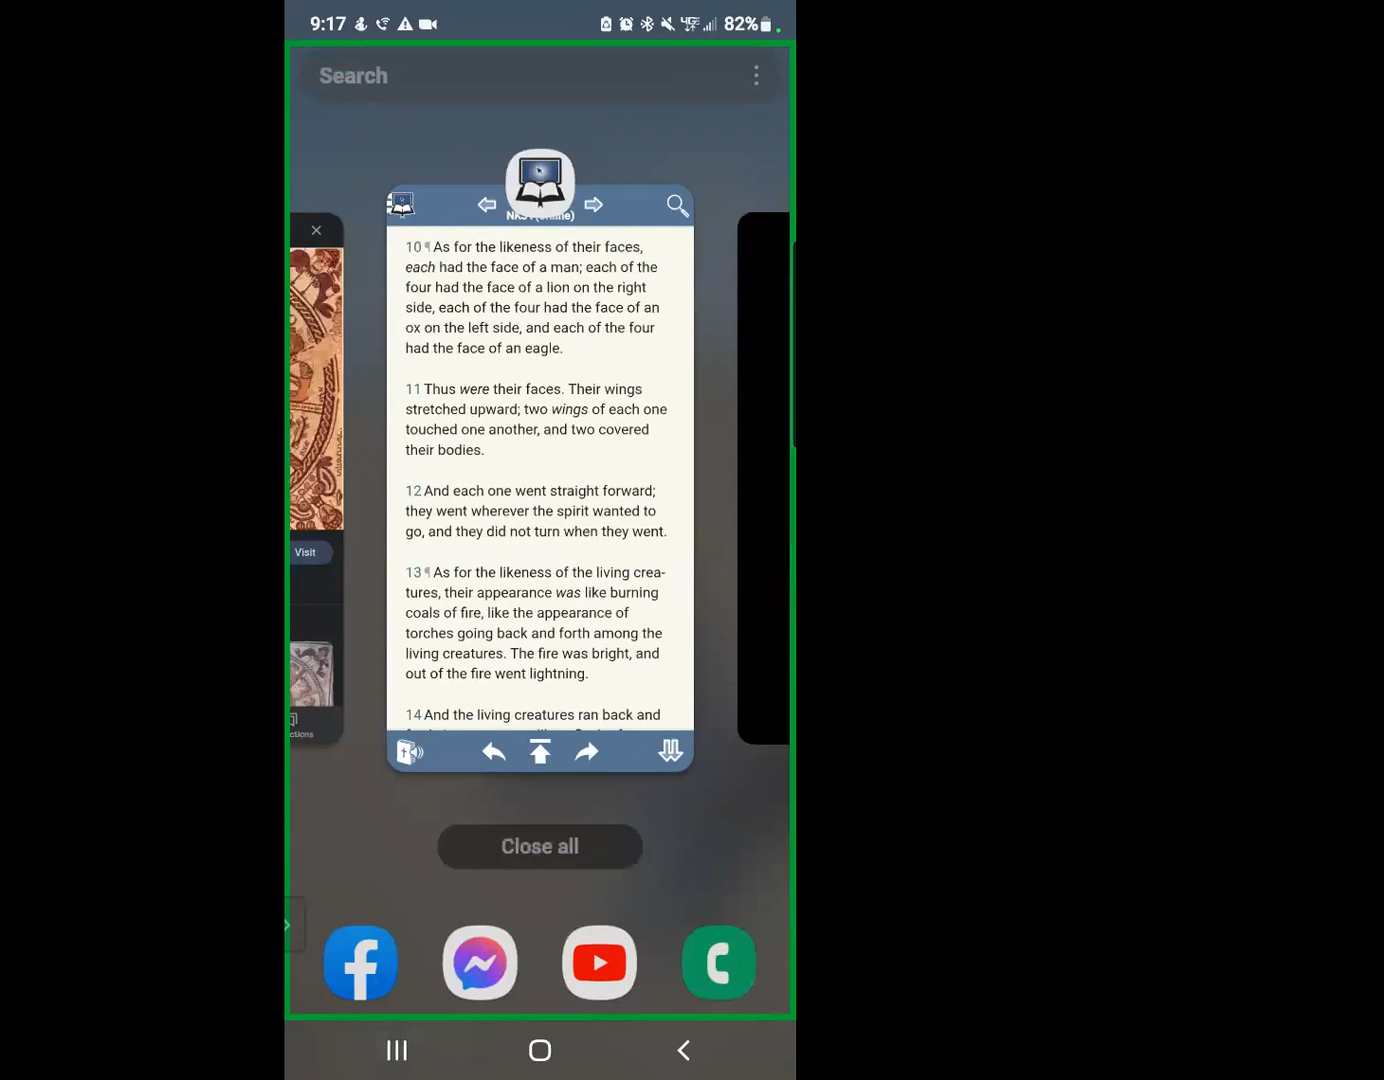 9:17
82%
Search
10 ¶ As for the likeness of their faces,
each had the face of a man; each of the
four had the face of a lion on the right
side, each of the four had the face of an
ox on the left side, and each of the four
had the face of an eagle.
11 Thus were their faces. Their wings
stretched upward; two wings of each one
touched one another, and two covered
their bodies.
12 And each one went straight forward;
they went wherever the spirit wanted to
go, and they did not turn when they went.
13 ¶ As for the likeness of the living crea-
tures, their appearance was like burning
coals of fire, like the appearance of
torches going back and forth among the
living creatures. The fire was bright, and
out of the fire went lightning.
14 And the living creatures ran back and
Visit
ctions
Close all